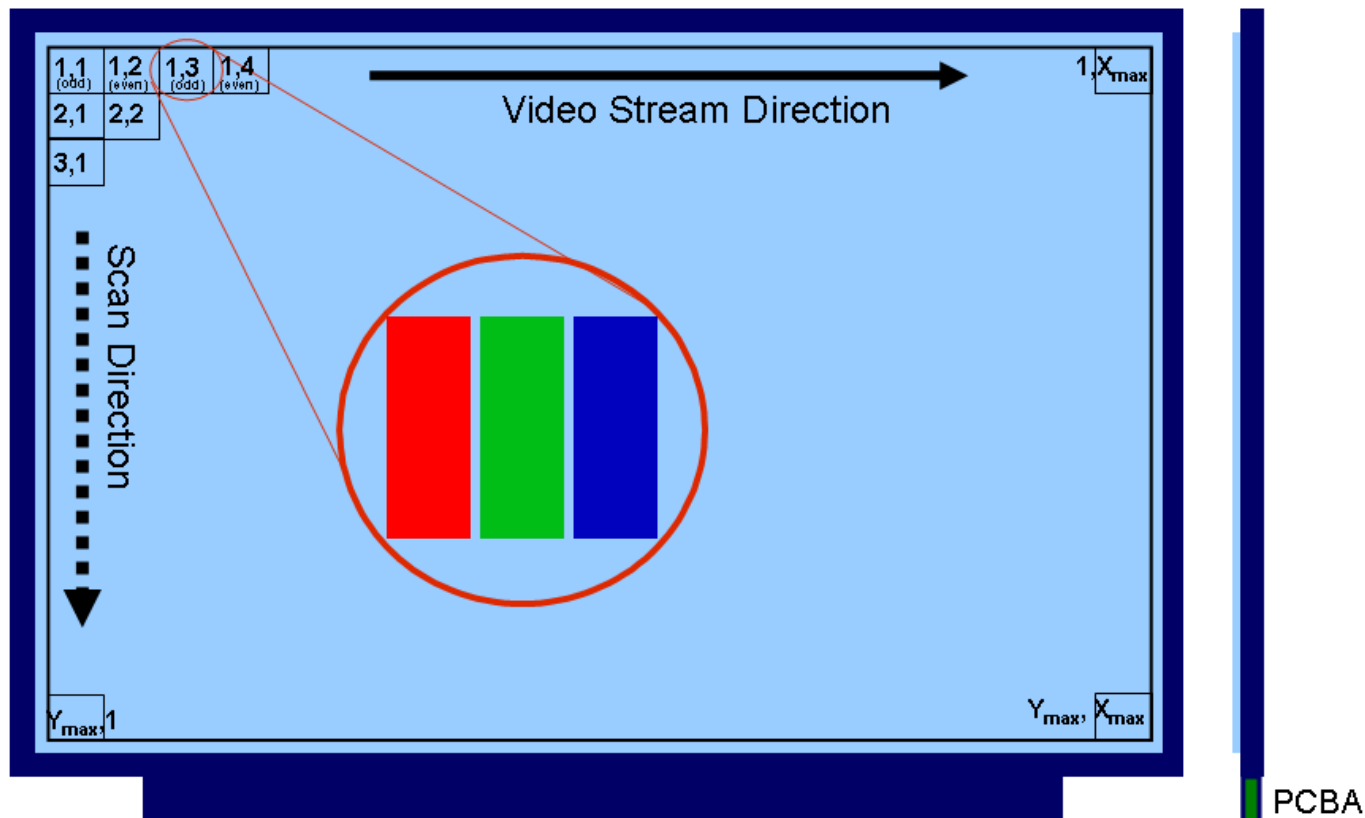 1,1 1,2 1,3 1,4 1,Xmax
(odd) (even) (odd) (even)
Video Stream Direction
2,1 2,2
3,1
Scan Direction
Ymax,1 Ymax, Xmax
PCBA